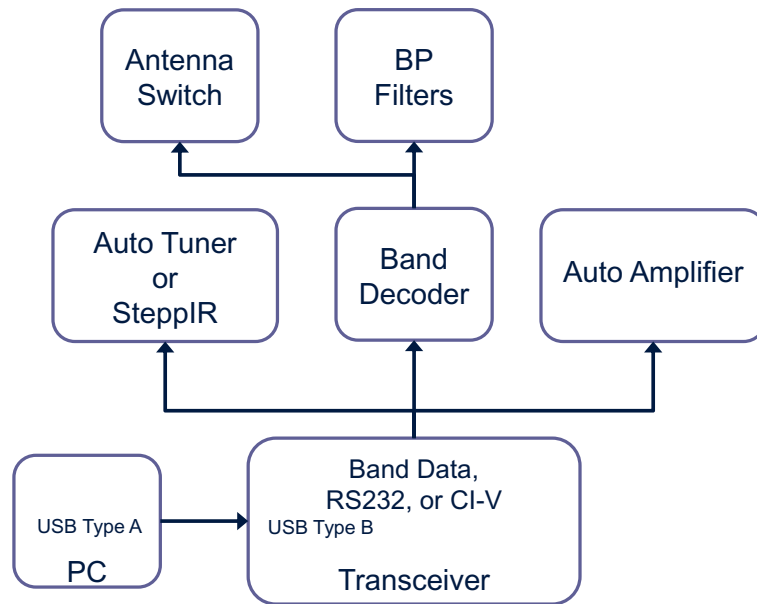 Antenna
Switch
BP
Filters
Auto Tuner
or
SteppIR
Band
Decoder
Auto Amplifier
USB Type A
PC
Band Data,
RS232, or CI-V
USB Type B
Transceiver